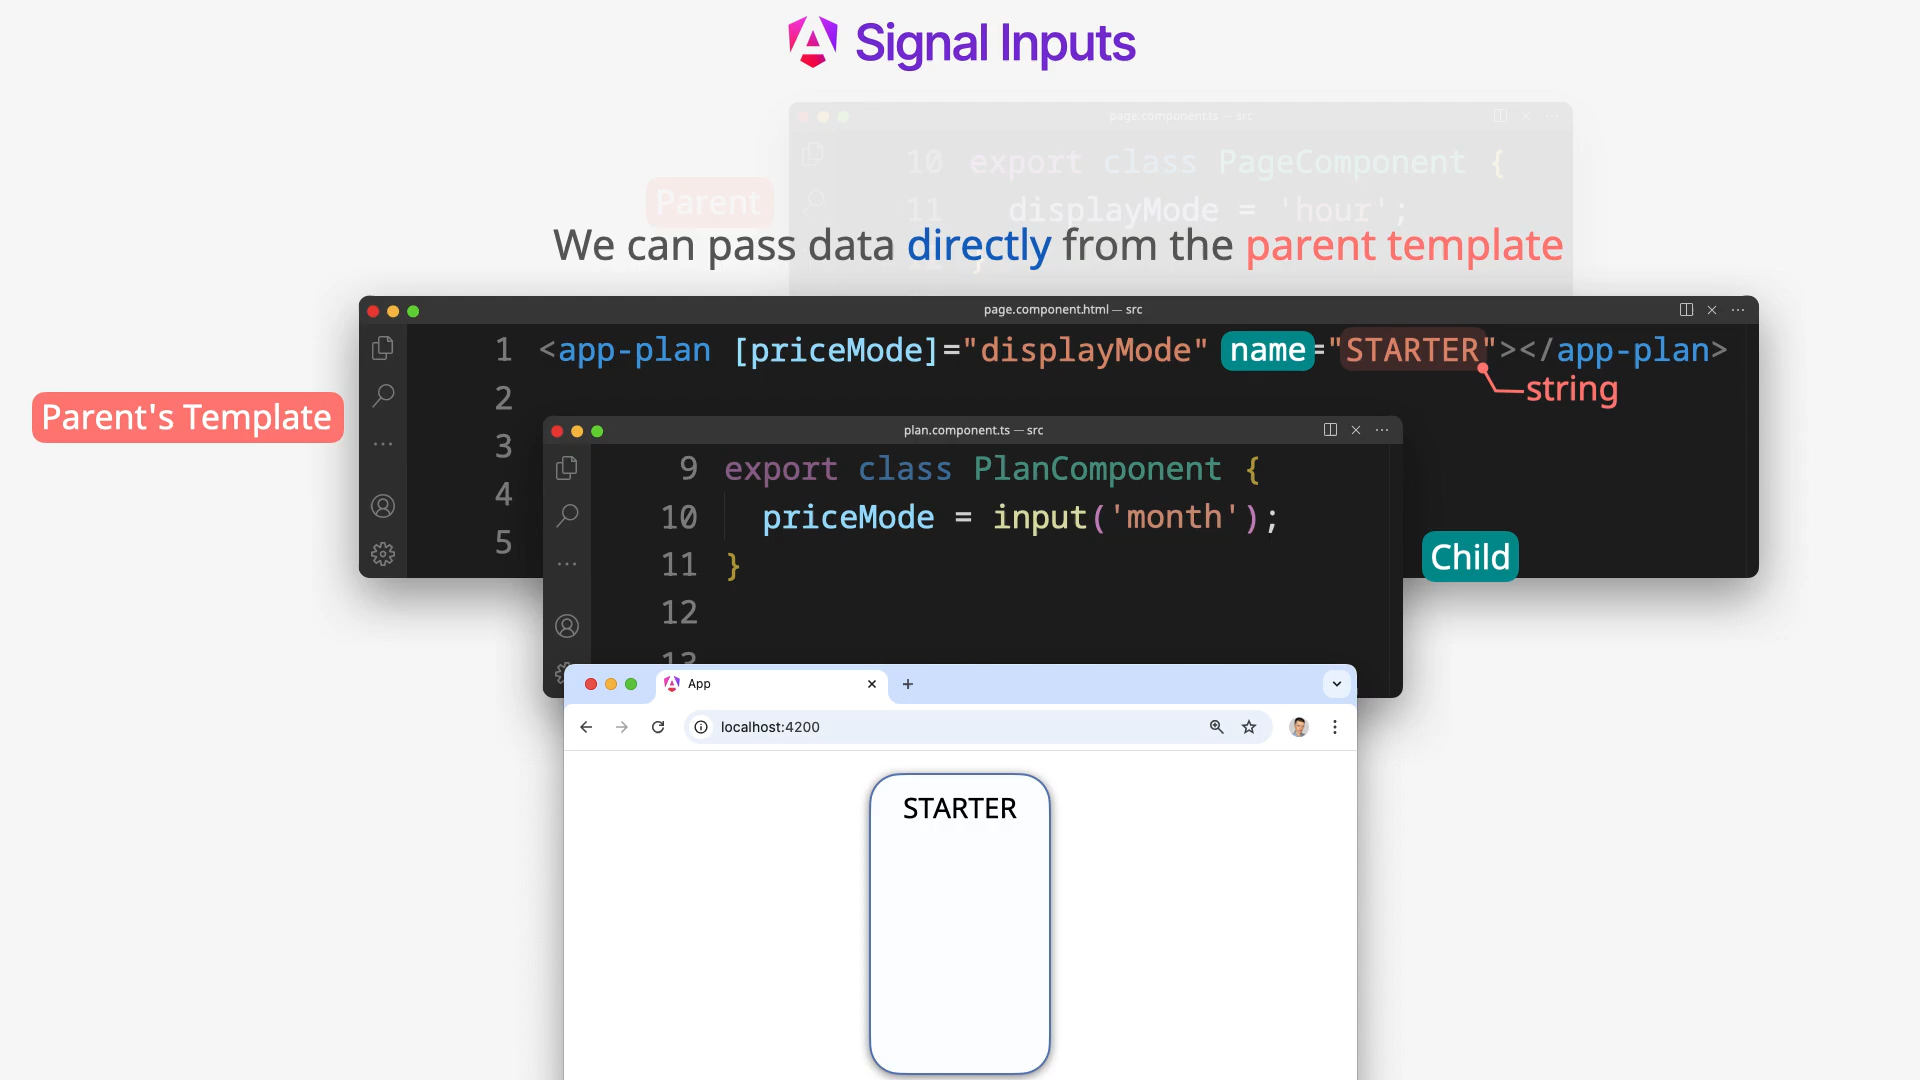 Signal Inputs
page.component.ts — src
10 export class PageComponent {
Parent
11 displayMode = 'hour';
We can pass data directly from the parent template
page.component.html — src
1 <app-plan [priceMode]="displayMode" name="STARTER"></app-plan>
string
2
Parent's Template
3
4
5
plan.component.ts — src
9 export class PlanComponent {
10 priceMode = input('month');
11 }
12
13
Child
App
localhost:4200
STARTER